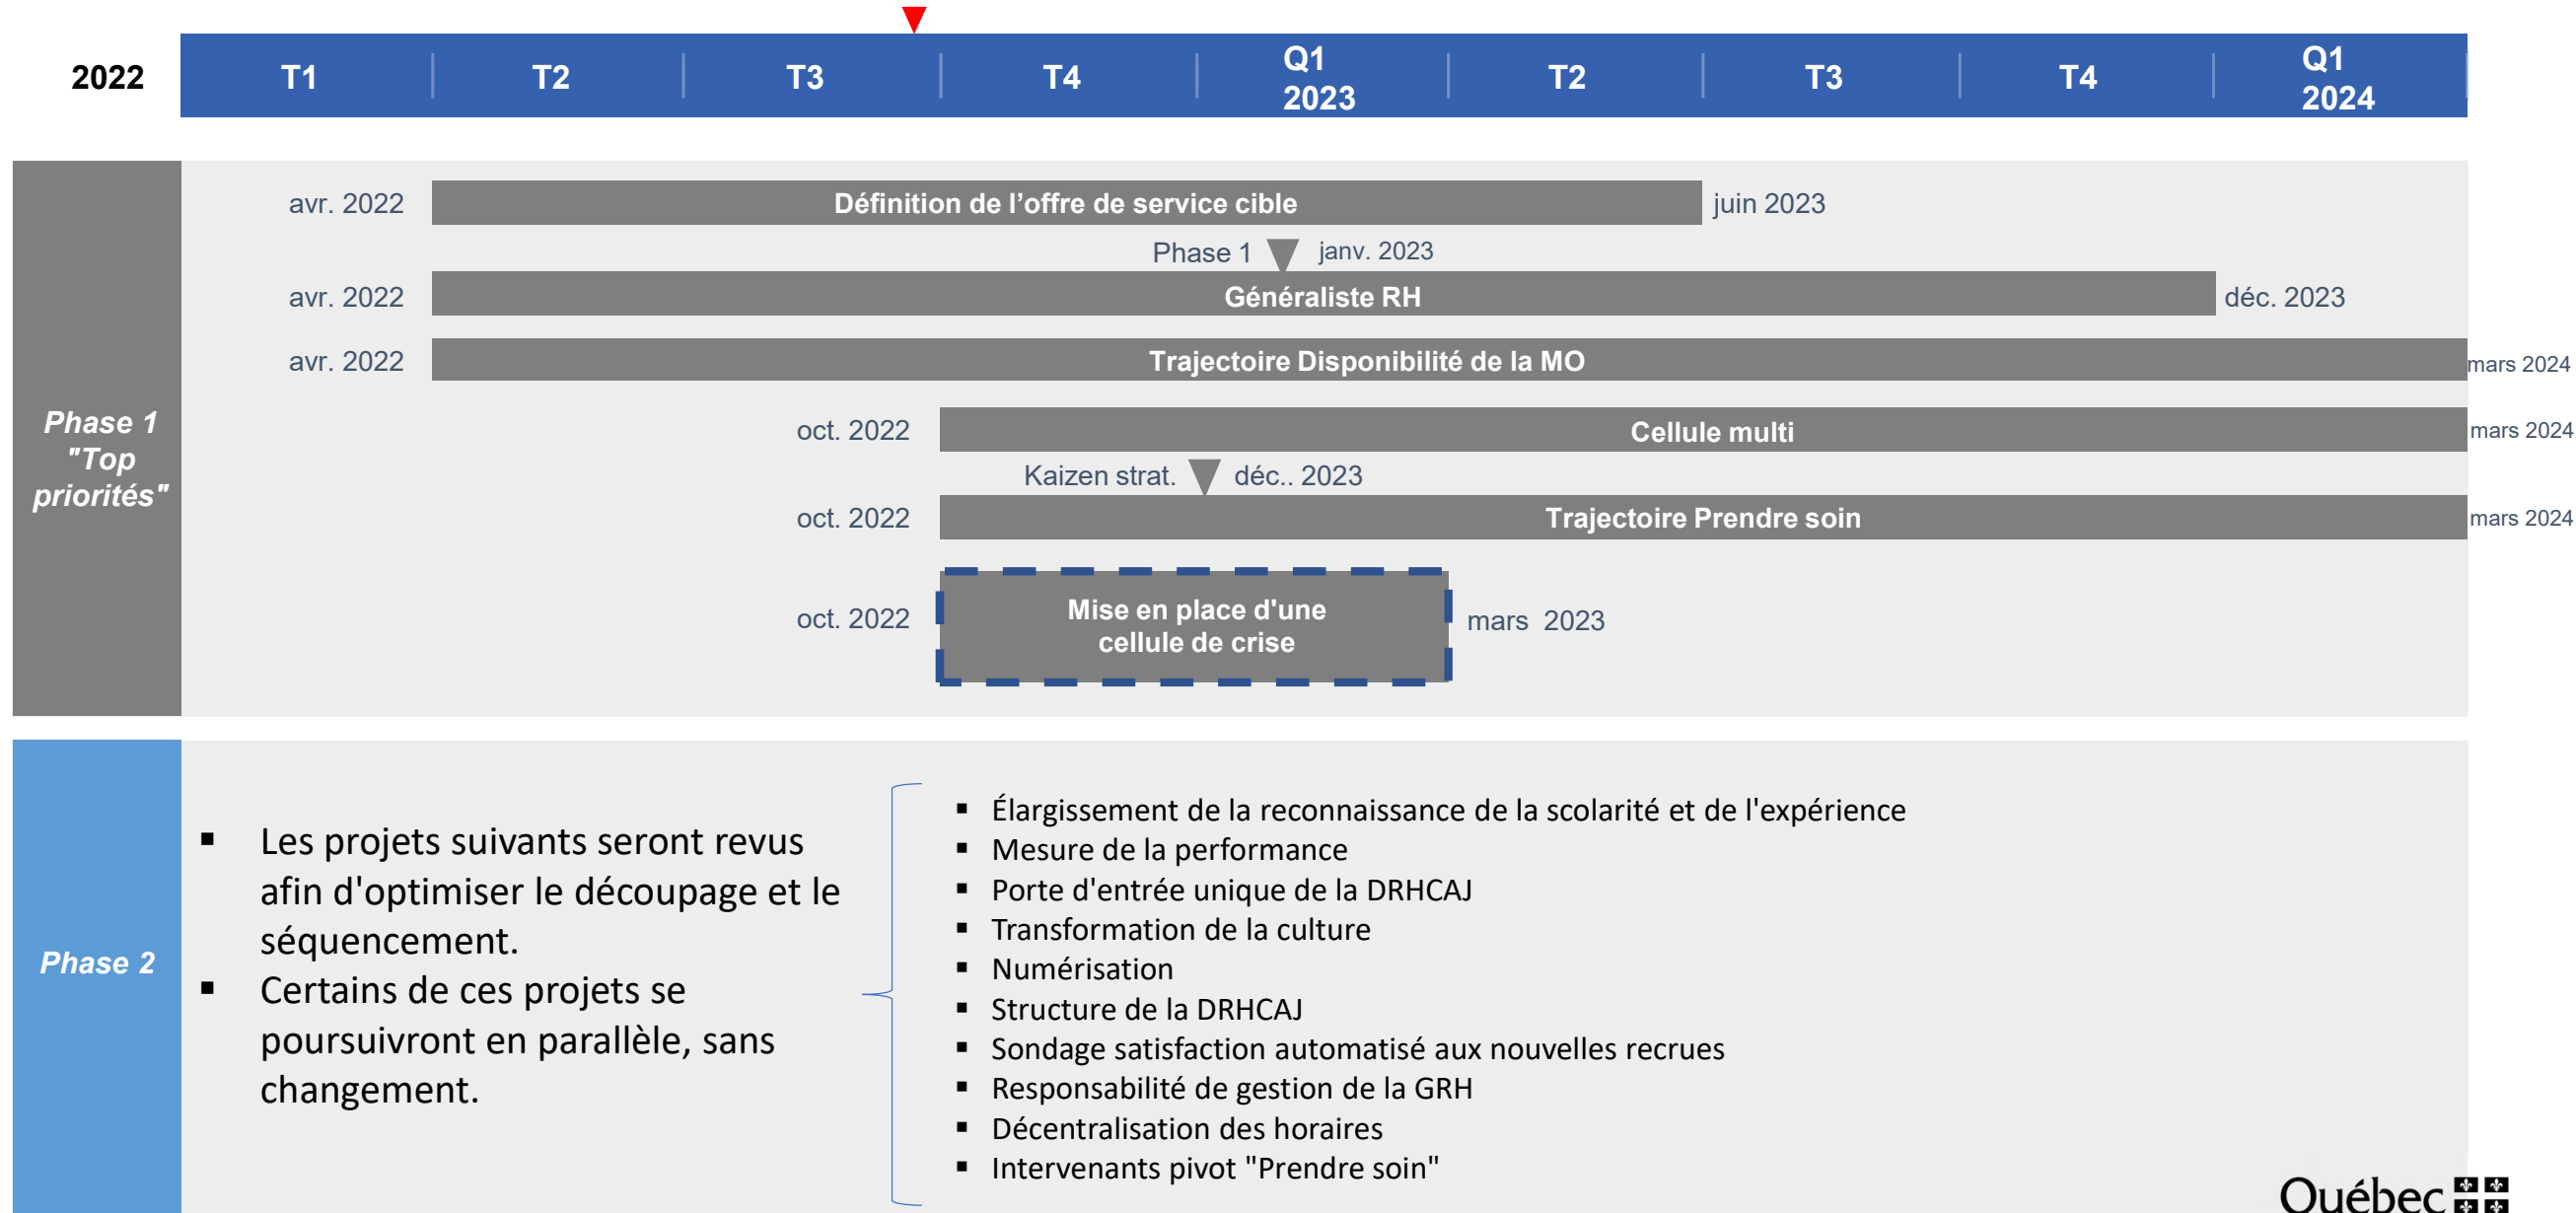 2022
T1
T2
T3
T4
Q1
2023
T2
T3
T4
Q1
2024
Phase 1
"Top
priorités"
avr. 2022
Définition de l’offre de service cible
juin 2023
Phase 1
janv. 2023
avr. 2022
Généraliste RH
déc. 2023
avr. 2022
Trajectoire Disponibilité de la MO
mars 2024
oct. 2022
Cellule multi
mars 2024
Kaizen strat.
déc.. 2023
oct. 2022
Trajectoire Prendre soin
mars 2024
oct. 2022
Mise en place d'une
cellule de crise
mars 2023
Phase 2
▪ Les projets suivants seront revus
afin d'optimiser le découpage et le
séquencement.
▪ Certains de ces projets se
poursuivront en parallèle, sans
changement.
▪ Élargissement de la reconnaissance de la scolarité et de l'expérience
▪ Mesure de la performance
▪ Porte d'entrée unique de la DRHCAJ
▪ Transformation de la culture
▪ Numérisation
▪ Structure de la DRHCAJ
▪ Sondage satisfaction automatisé aux nouvelles recrues
▪ Responsabilité de gestion de la GRH
▪ Décentralisation des horaires
▪ Intervenants pivot "Prendre soin"
Québec